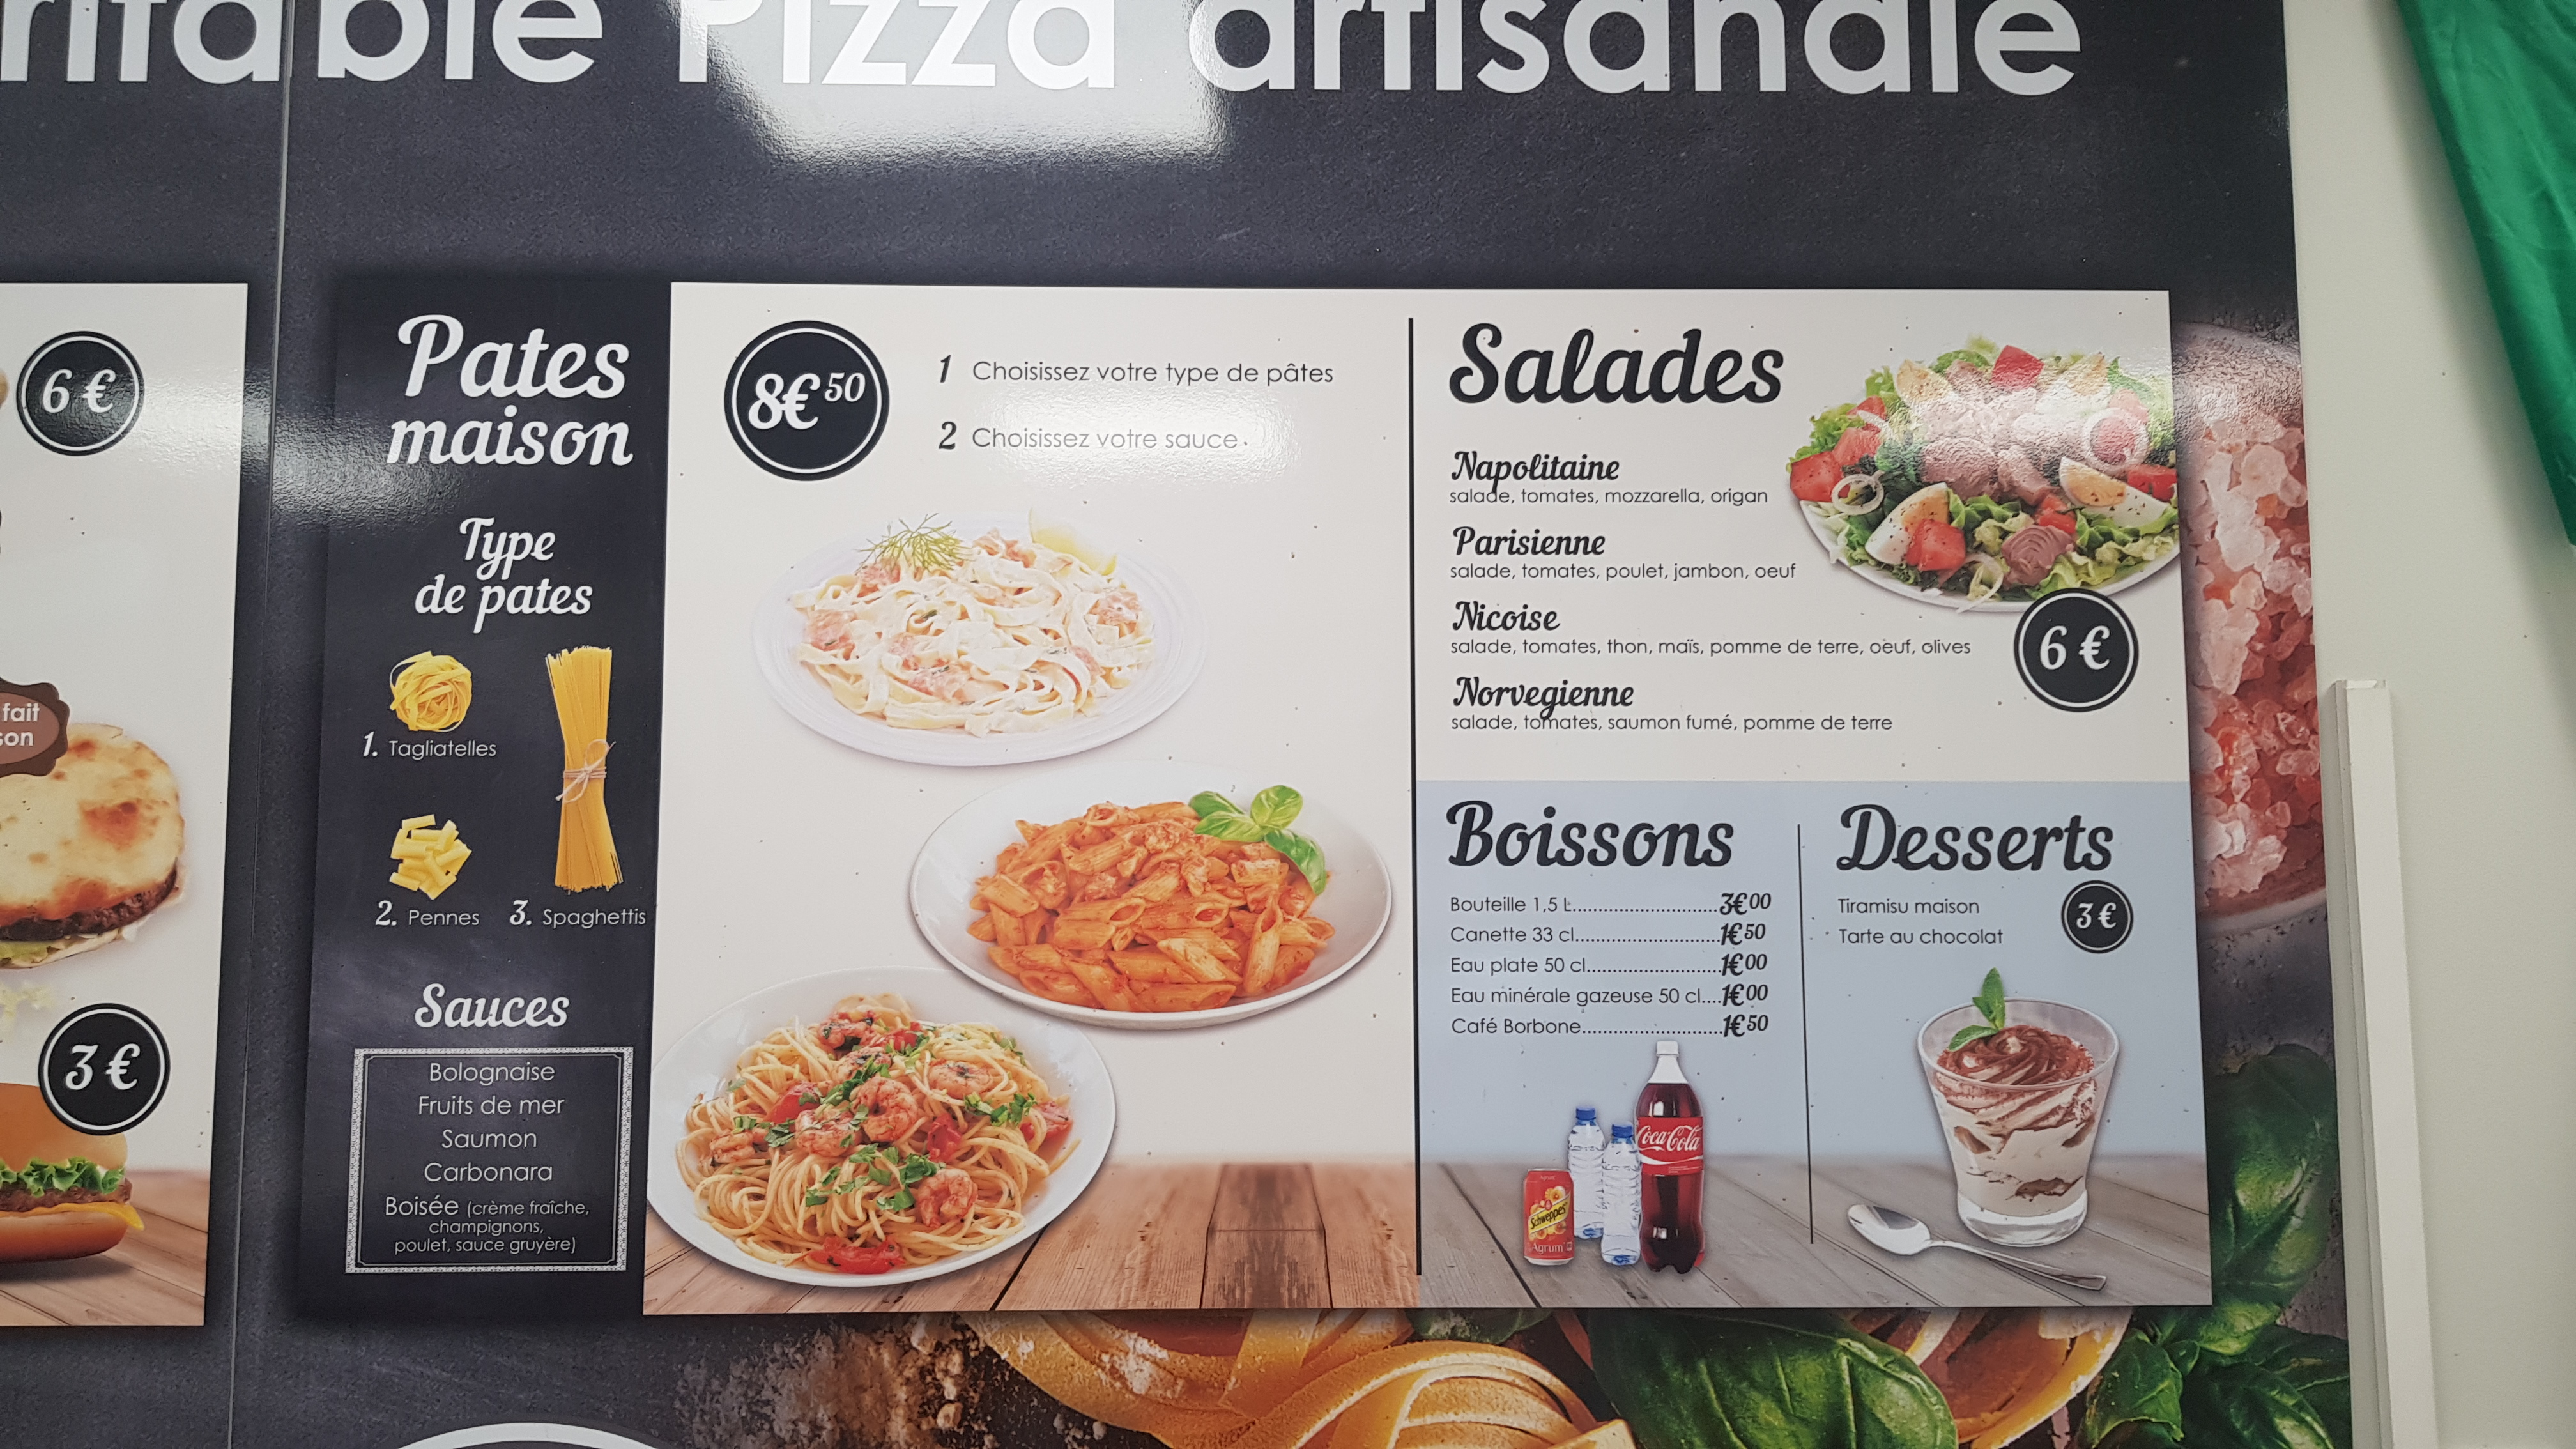 ritable Pizza artisanale
6 €
fait
son
3 €
Pates
maison
Type
de pates
1. Tagliatelles
2. Pennes
3. Spaghettis
Sauces
Bolognaise
Fruits de mer
Saumon
Carbonara
Boisée (crème fraîche,
champignons,
poulet, sauce gruyère)
8€50
1 Choisissez votre type de pâtes
2 Choisissez votre sauce
Salades
Napolitaine
salade, tomates, mozzarella, origan
Parisienne
salade, tomates, poulet, jambon, oeuf
Nicoise
salade, tomates, thon, maïs, pomme de terre, oeuf, olives
Norvegienne
salade, tomates, saumon fumé, pomme de terre
6 €
Boissons
Bouteille 1,5 L..............................3€00
Canette 33 cl..............................1€50
Eau plate 50 cl...........................1€00
Eau minérale gazeuse 50 cl....1€00
Café Borbone.............................1€50
Coca-Cola
Schweppes
Agrum
Desserts
Tiramisu maison
Tarte au chocolat
3 €